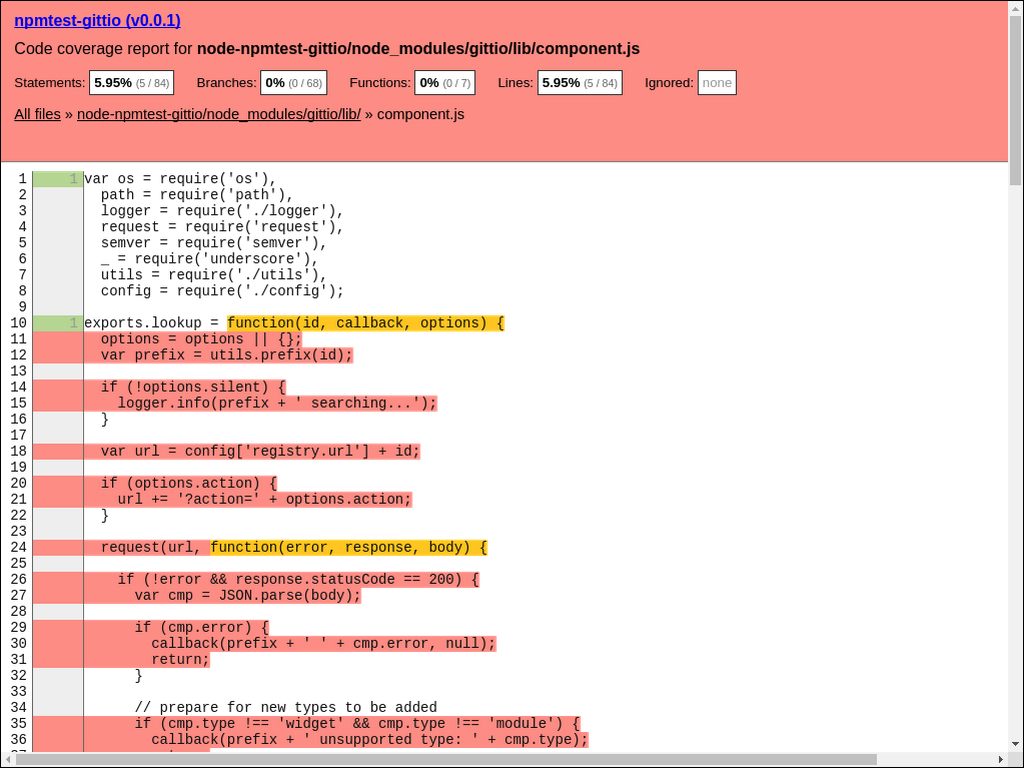 npmtest-gittio (v0.0.1)
Code coverage report for node-npmtest-gittio/node_modules/gittio/lib/component.js
Statements: 5.95% (5 / 84) Branches: 0% (0 / 68) Functions: 0% (0 / 7) Lines: 5.95% (5 / 84) Ignored: none
All files » node-npmtest-gittio/node_modules/gittio/lib/ » component.js
1 1 var os = require('os'),
2 path = require('path'),
3 logger = require('./logger'),
4 request = require('request'),
5 semver = require('semver'),
6 _ = require('underscore'),
7 utils = require('./utils'),
8 config = require('./config');
9
10 1 exports.lookup = function(id, callback, options) {
11 options = options || {};
12 var prefix = utils.prefix(id);
13
14 if (!options.silent) {
15 logger.info(prefix + ' searching...');
16 }
17
18 var url = config['registry.url'] + id;
19
20 if (options.action) {
21 url += '?action=' + options.action;
22 }
23
24 request(url, function(error, response, body) {
25
26 if (!error && response.statusCode == 200) {
27 var cmp = JSON.parse(body);
28
29 if (cmp.error) {
30 callback(prefix + ' ' + cmp.error, null);
31 return;
32 }
33
34 // prepare for new types to be added
35 if (cmp.type !== 'widget' && cmp.type !== 'module') {
36 callback(prefix + ' unsupported type: ' + cmp.type);